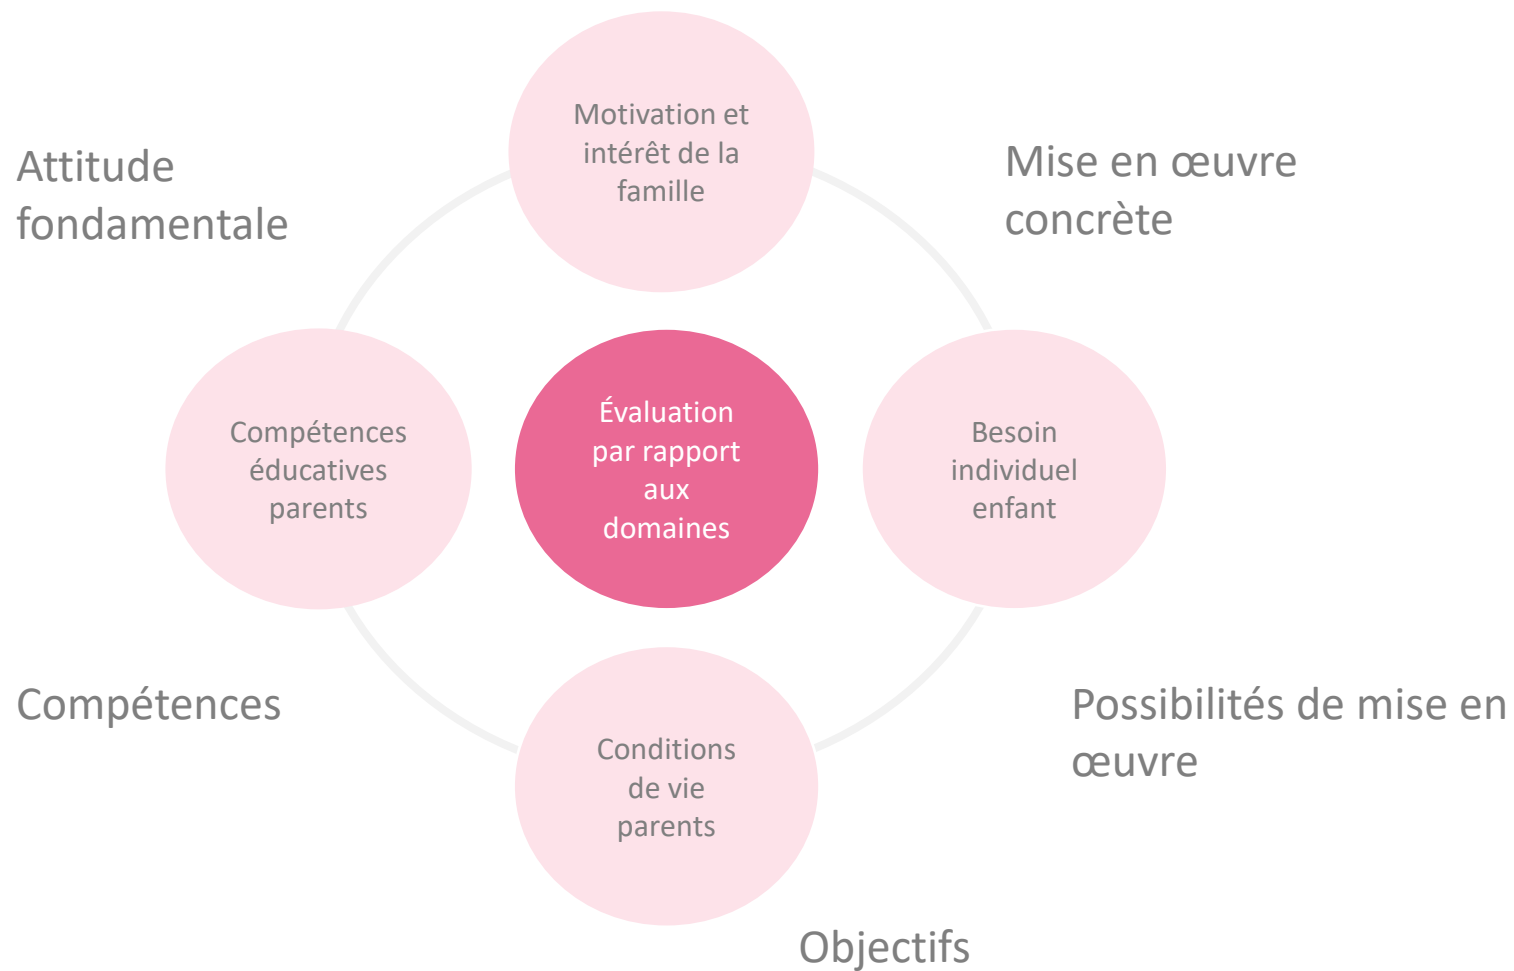 Motivation et
intérêt de la
famille
Attitude
fondamentale
Mise en œuvre
concrète
Compétences
éducatives
parents
Évaluation
par rapport
aux
domaines
Besoin
individuel
enfant
Compétences
Conditions
de vie
parents
Possibilités de mise en
œuvre
Objectifs